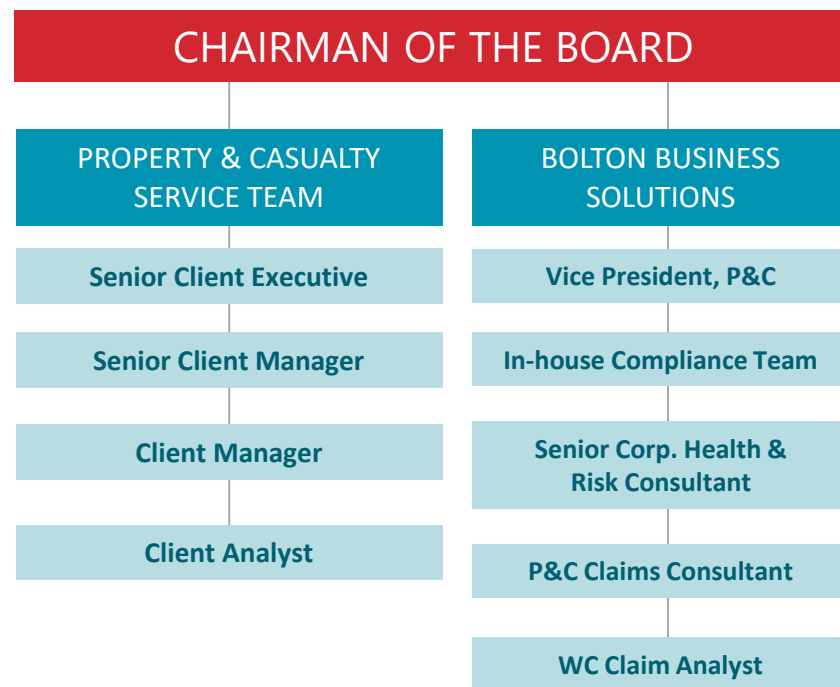 CHAIRMAN OF THE BOARD
PROPERTY & CASUALTY
SERVICE TEAM
Senior Client Executive
Senior Client Manager
Client Manager
Client Analyst
BOLTON BUSINESS
SOLUTIONS
Vice President, P&C
In-house Compliance Team
Senior Corp. Health &
Risk Consultant
P&C Claims Consultant
WC Claim Analyst